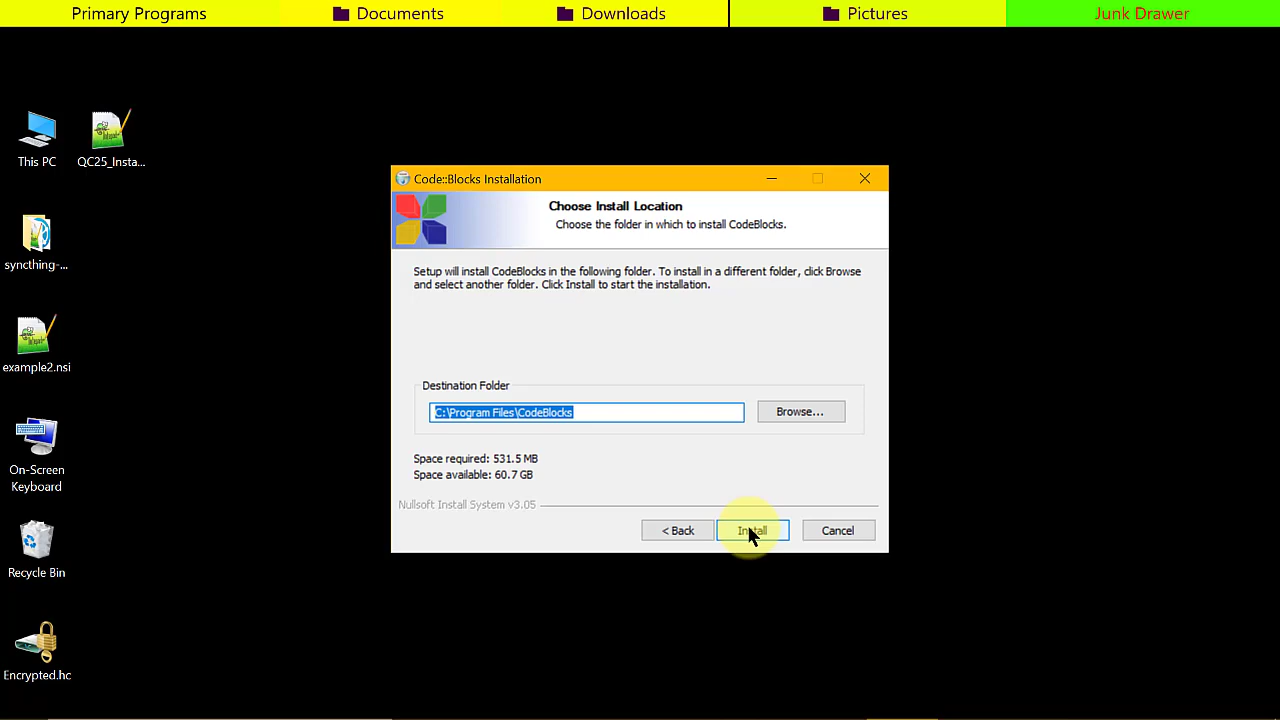 Primary Programs
Documents
Downloads
Pictures
Junk Drawer
This PC
QC25_Insta...
syncthing-...
example2.nsi
On-Screen
Keyboard
Recycle Bin
Encrypted.hc
Code::Blocks Installation
Choose Install Location
Choose the folder in which to install CodeBlocks.
Setup will install CodeBlocks in the following folder. To install in a different folder, click Browse
and select another folder. Click Install to start the installation.
Destination Folder
C:\Program Files\CodeBlocks
Browse...
Space required: 531.5 MB
Space available: 60.7 GB
Nullsoft Install System v3.05
< Back
Install
Cancel